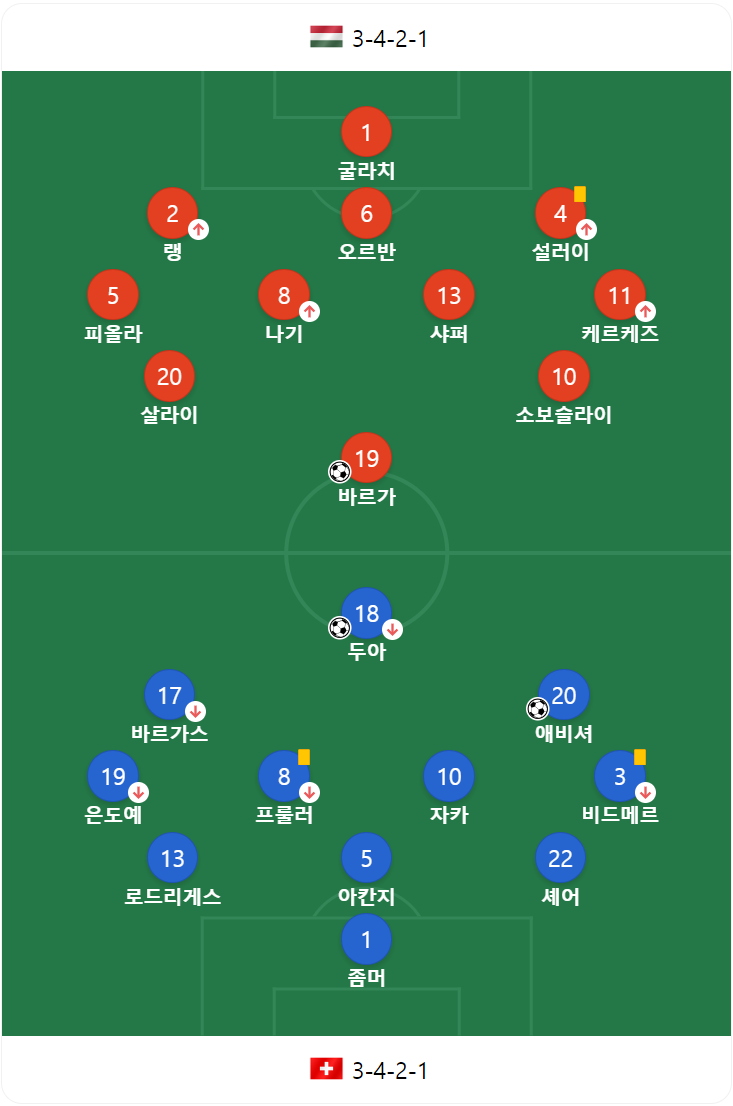 3-4-2-1
1
굴라치
2 6 4
랭 오르반 설러이
5 8 13 11
피올라 나기 샤퍼 케르케즈
20 10
살라이 소보슬라이
19
바르가
18
두아
17 20
바르가스 애비셔
19 8 10 3
은도예 프룰러 자카 비드메르
13 5 22
로드리게스 아칸지 셰어
1
좀머
3-4-2-1